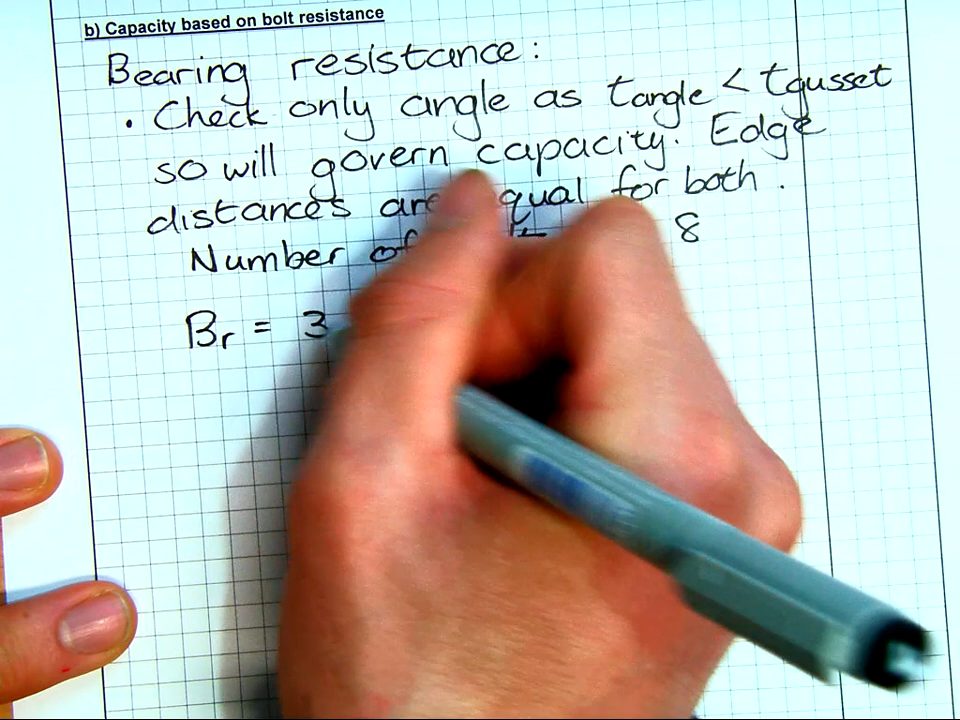 b) Capacity based on bolt resistance
Bearing resistance:
• Check only angle as tangle < tgusset
so will govern capacity. Edge
distances are qual for both.
Number of 8
Br = 3